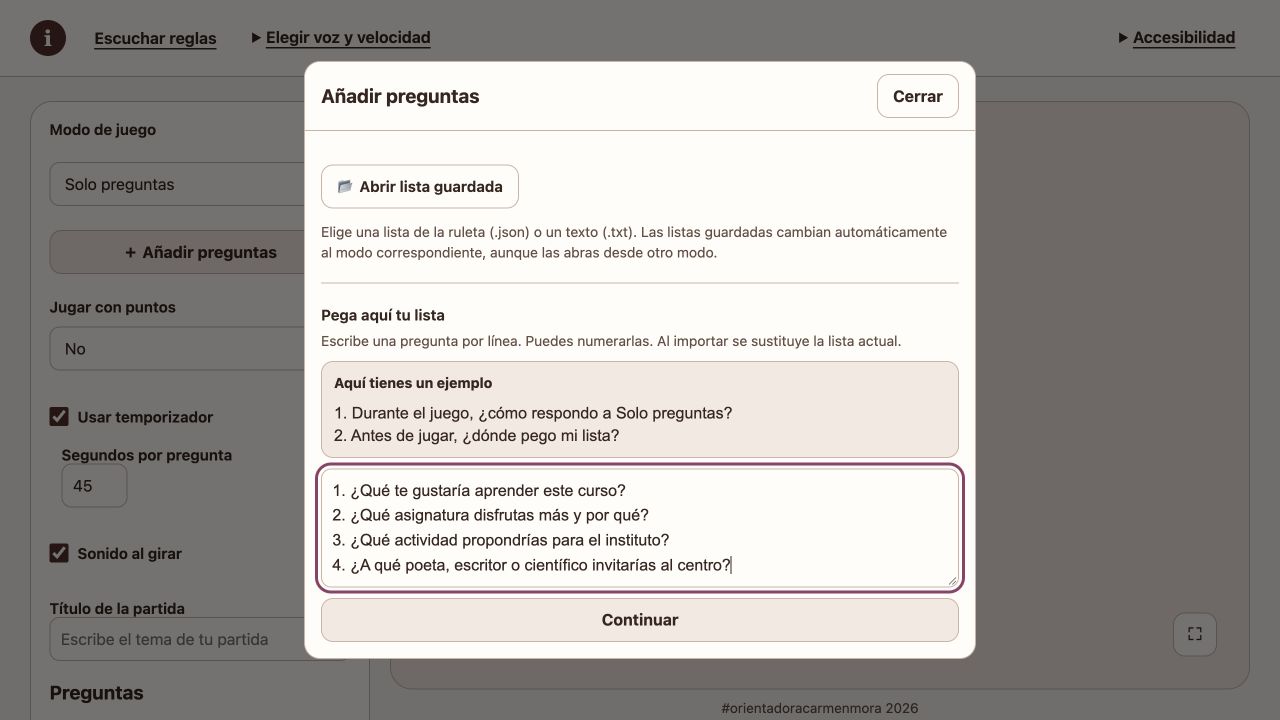 Escuchar reglas
Elegir voz y velocidad
Accesibilidad
Modo de juego
Solo preguntas
+ Añadir preguntas
Jugar con puntos
No
Usar temporizador
Segundos por pregunta
45
Sonido al girar
Título de la partida
Escribe el tema de tu partida
Preguntas
Añadir preguntas
Cerrar
Abrir lista guardada
Elige una lista de la ruleta (.json) o un texto (.txt). Las listas guardadas cambian automáticamente
al modo correspondiente, aunque las abras desde otro modo.
Pega aquí tu lista
Escribe una pregunta por línea. Puedes numerarlas. Al importar se sustituye la lista actual.
Aquí tienes un ejemplo
1. Durante el juego, ¿cómo respondo a Solo preguntas?
2. Antes de jugar, ¿dónde pego mi lista?
1. ¿Qué te gustaría aprender este curso?
2. ¿Qué asignatura disfrutas más y por qué?
3. ¿Qué actividad propondrías para el instituto?
4. ¿A qué poeta, escritor o científico invitarías al centro?
Continuar
#orientadoracarmenmora 2026